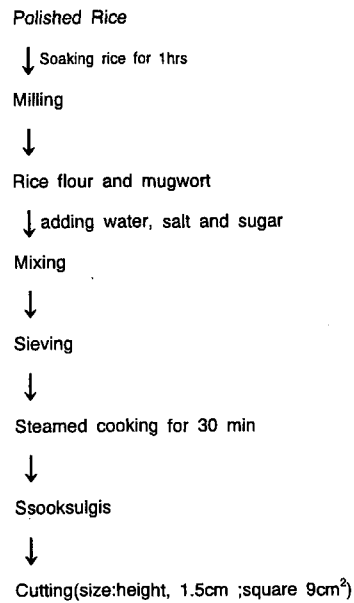 Polished Rice
↓ Soaking rice for 1hrs
Milling
↓
Rice flour and mugwort
↓ adding water, salt and sugar
Mixing
↓
Sieving
↓
Steamed cooking for 30 min
↓
Ssooksulgis
↓
Cutting(size:height, 1.5cm ;square 9cm²)